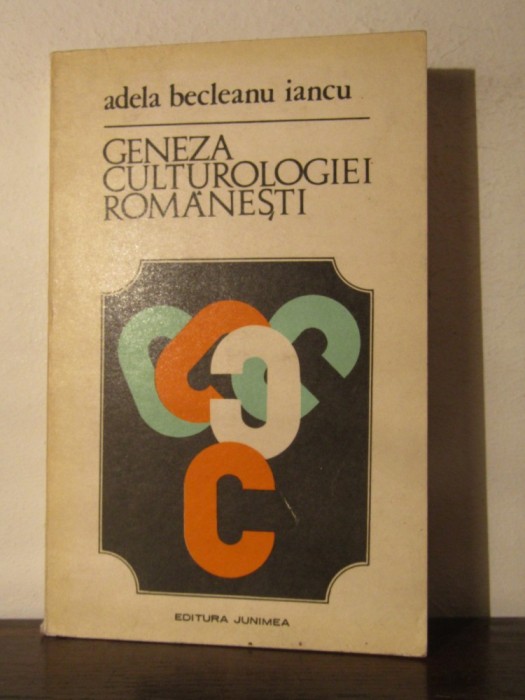 adela becleanu iancu
GENEZA
CULTUROLOGIEI
ROMÂNEȘTI
C
C
C
C
C
EDITURA JUNIMEA